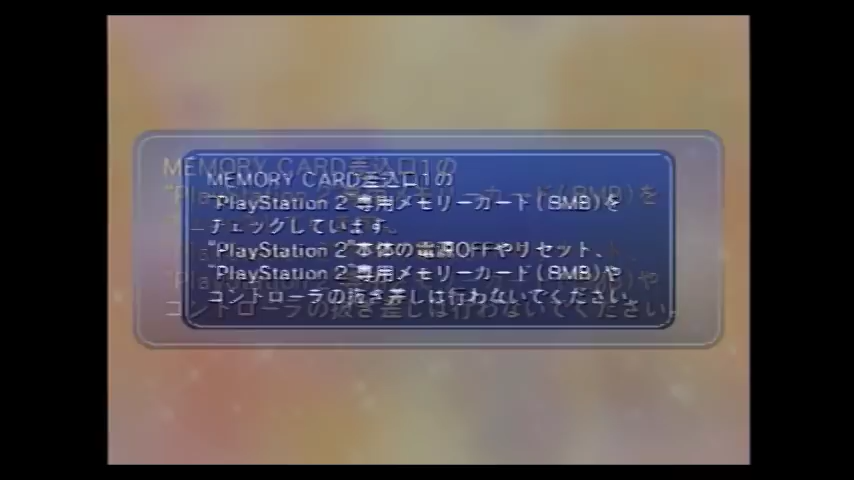 MEMORY CARD差込口1の
"PlayStation 2"専用メモリーカード(8MB)を
チェックしています。
"PlayStation 2"本体の電源OFFやリセット、
"PlayStation 2"専用メモリーカード(8MB)や
コントローラの抜き差しは行わないでください。